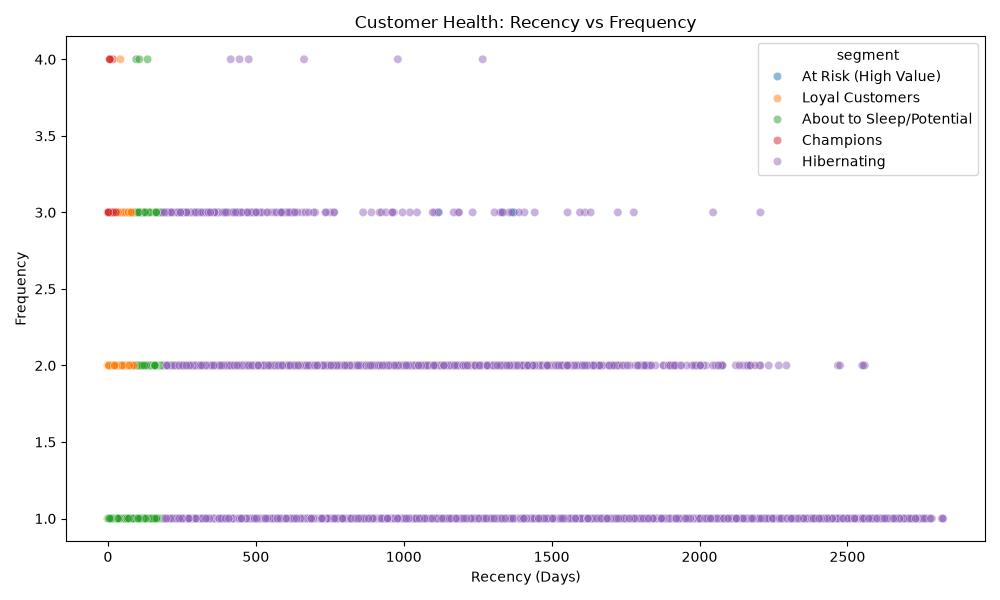 Customer Health: Recency vs Frequency
segment
At Risk (High Value)
Loyal Customers
About to Sleep/Potential
Champions
Hibernating
Frequency
4.0
3.5
3.0
2.5
2.0
1.5
1.0
0 500 1000 1500 2000 2500
Recency (Days)